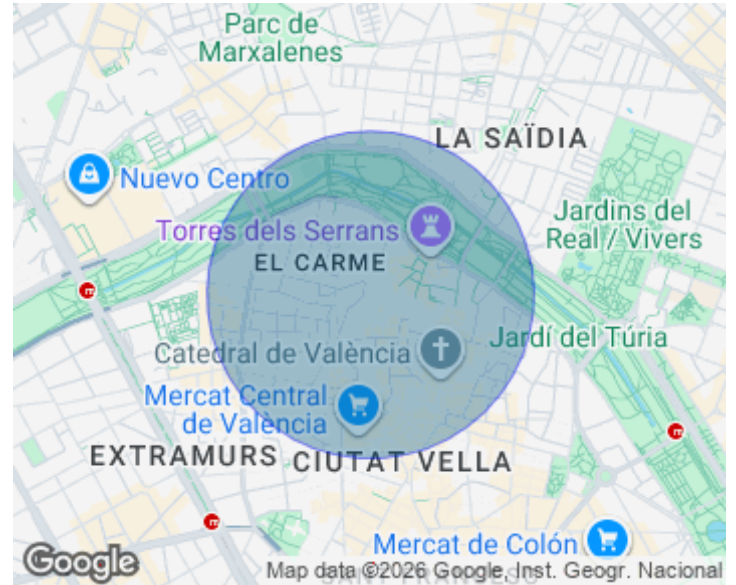 Parc de
Marxalenes
LA SAÏDIA
Nuevo Centro
Torres dels Serrans
Jardins del
Real / Vivers
EL CARME
Catedral de València
Jardí del Túria
Mercat Central
de València
EXTRAMURS
CIUTAT VELLA
Mercat de Colón
Google
Map data ©2026 Google, Inst. Geogr. Nacional